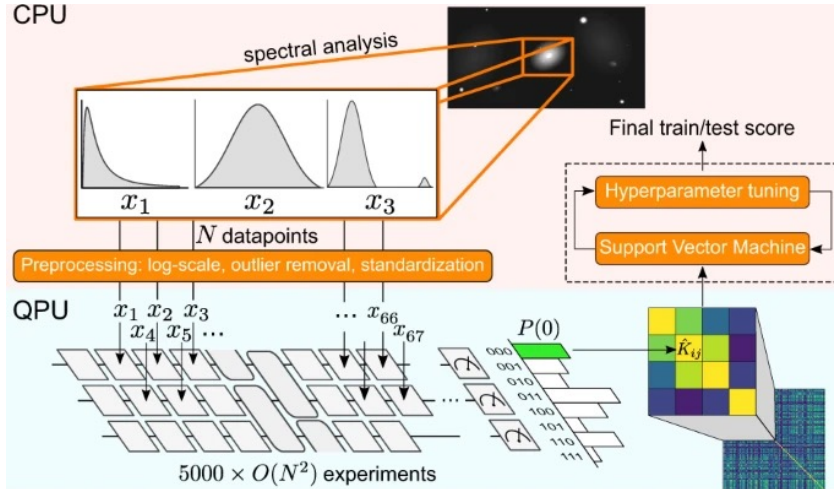 CPU
spectral analysis
x₁ x₂ x₃
N datapoints
Preprocessing: log-scale, outlier removal, standardization
Final train/test score
Hyperparameter tuning
Support Vector Machine
QPU
x₁ x₂ x₃ ... ... x₆₆
x₄ x₅ x₆₇
P(0)
000
001
010
011
100
101
110
111
...
K̂ᵢⱼ
5000 × O(N²) experiments